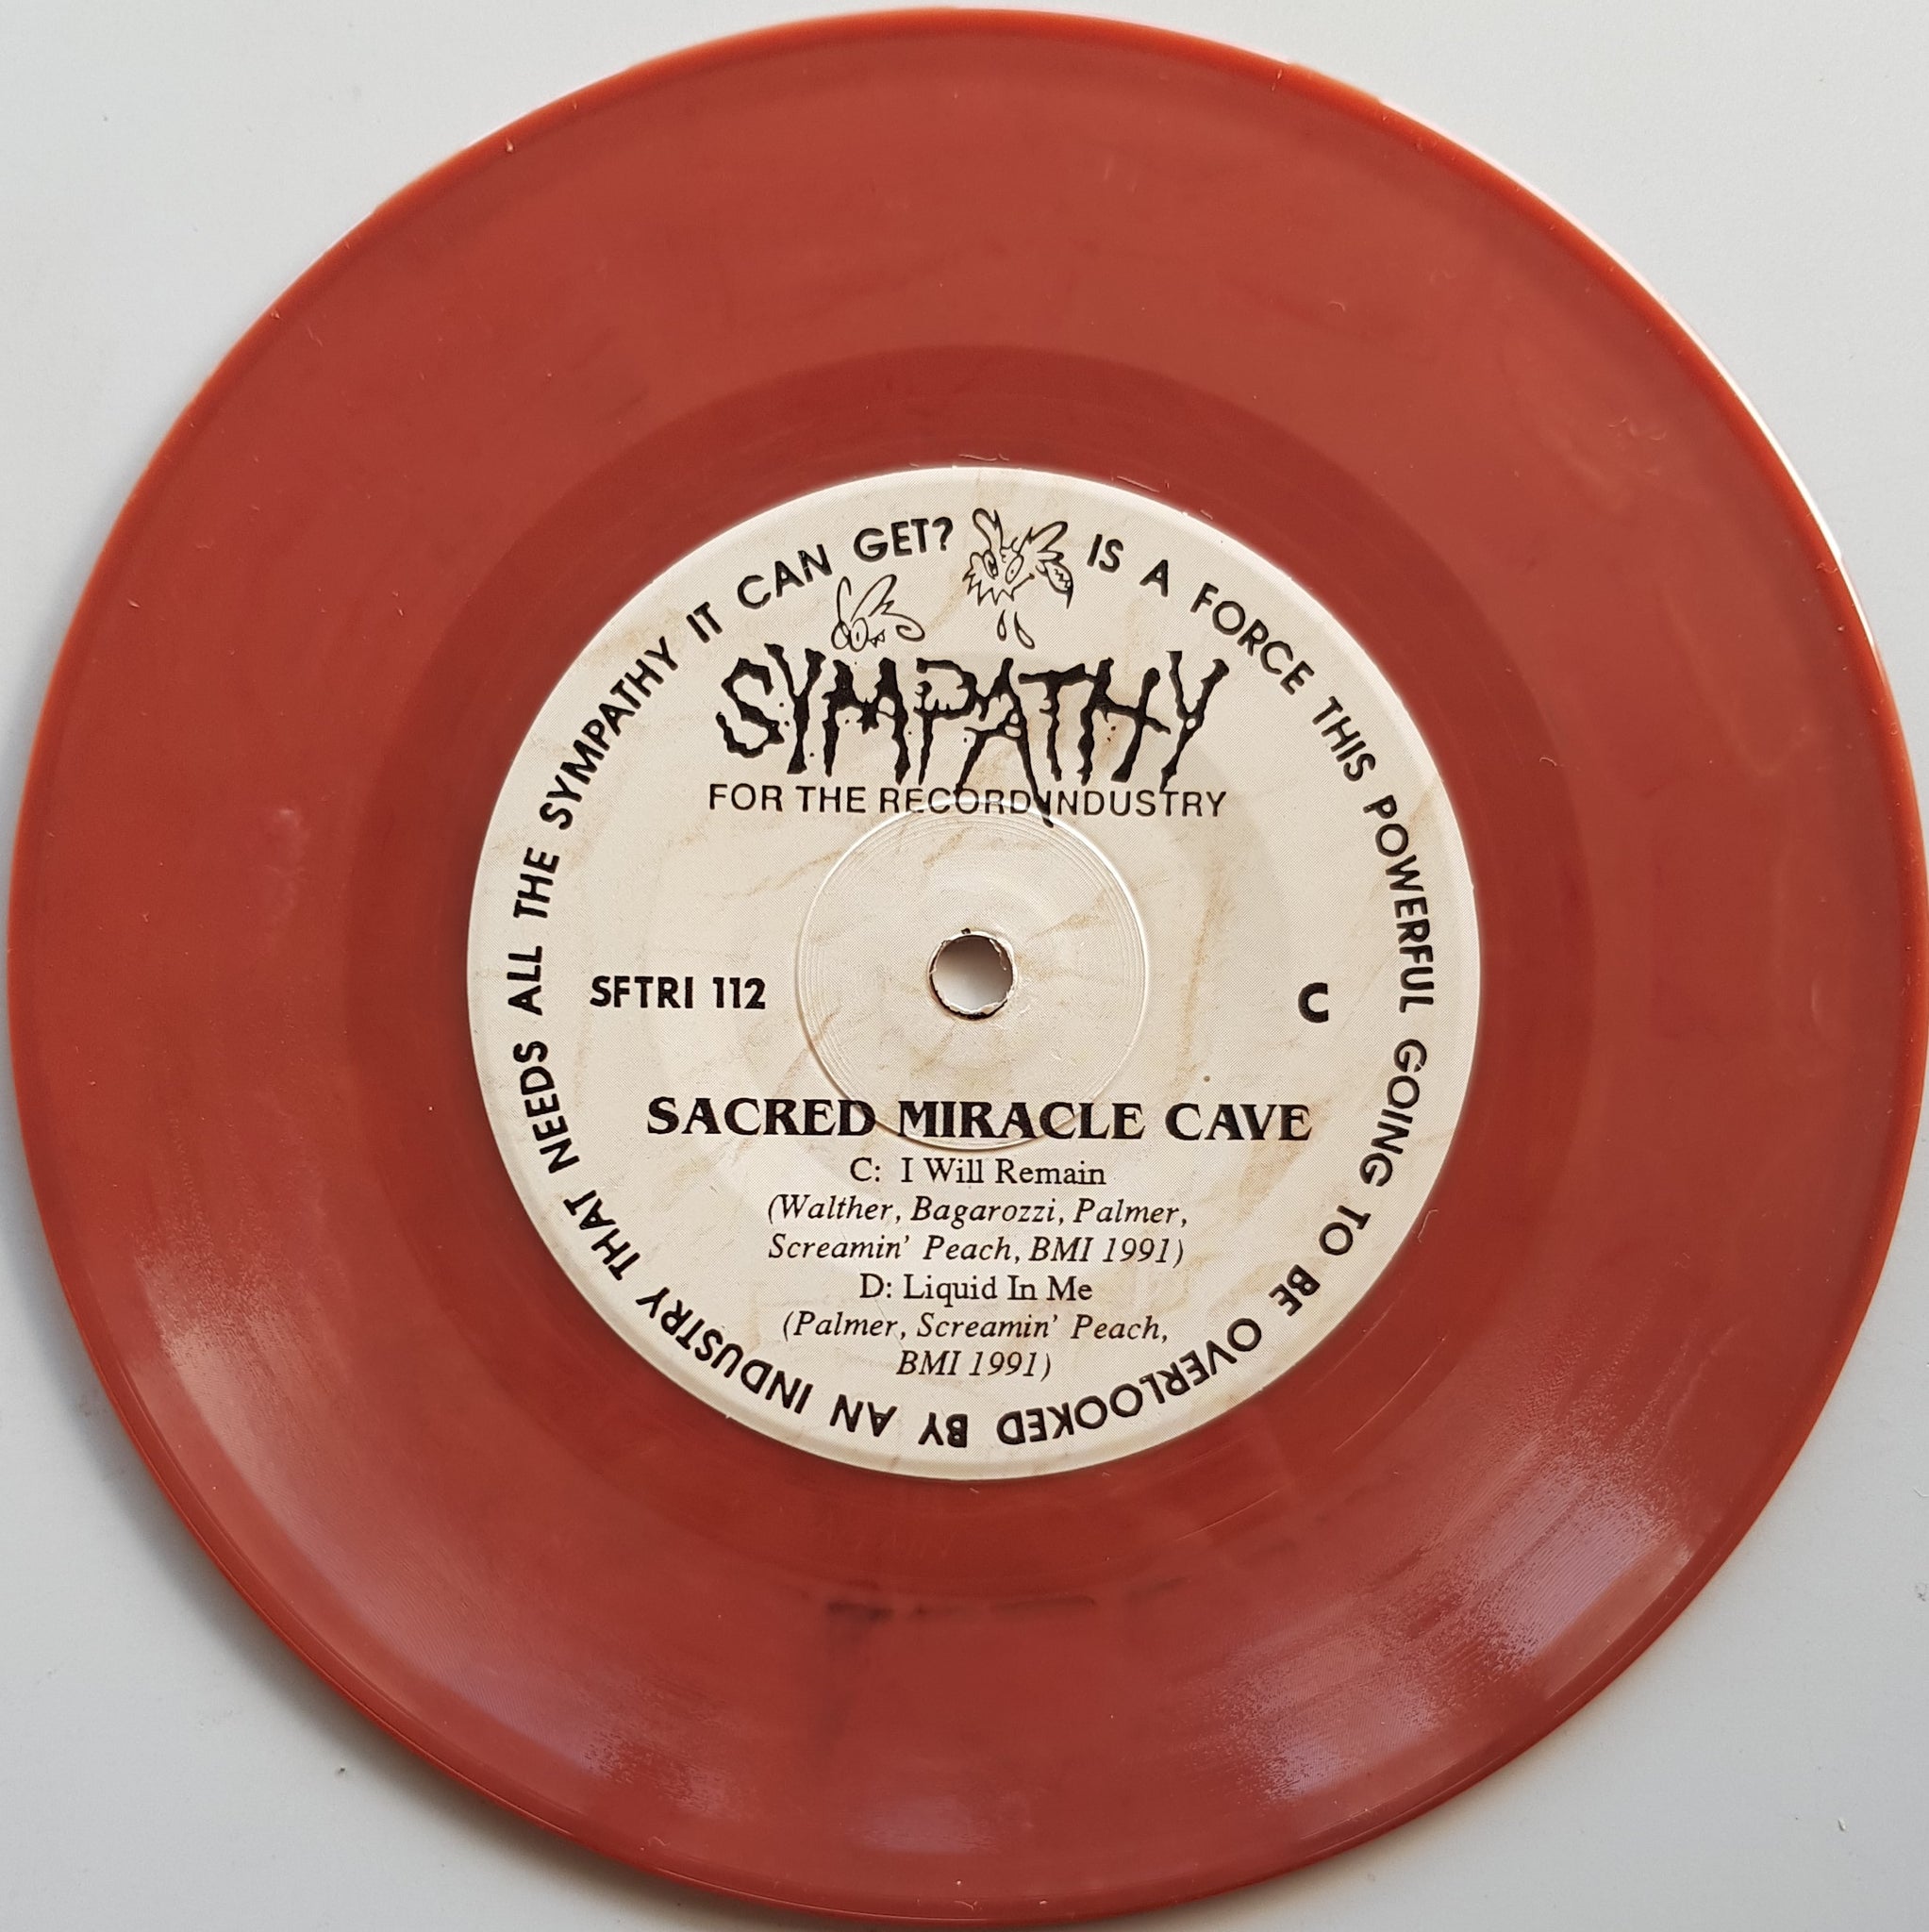 IS A FORCE THIS POWERFUL GOING TO BE OVERLOOKED BY AN INDUSTRY THAT NEEDS ALL THE SYMPATHY IT CAN GET?
SYMPATHY
FOR THE RECORD INDUSTRY
SFTRI 112
C
SACRED MIRACLE CAVE
C: I Will Remain
(Walther, Bagarozzi, Palmer,
Screamin' Peach, BMI 1991)
D: Liquid In Me
(Palmer, Screamin' Peach,
BMI 1991)